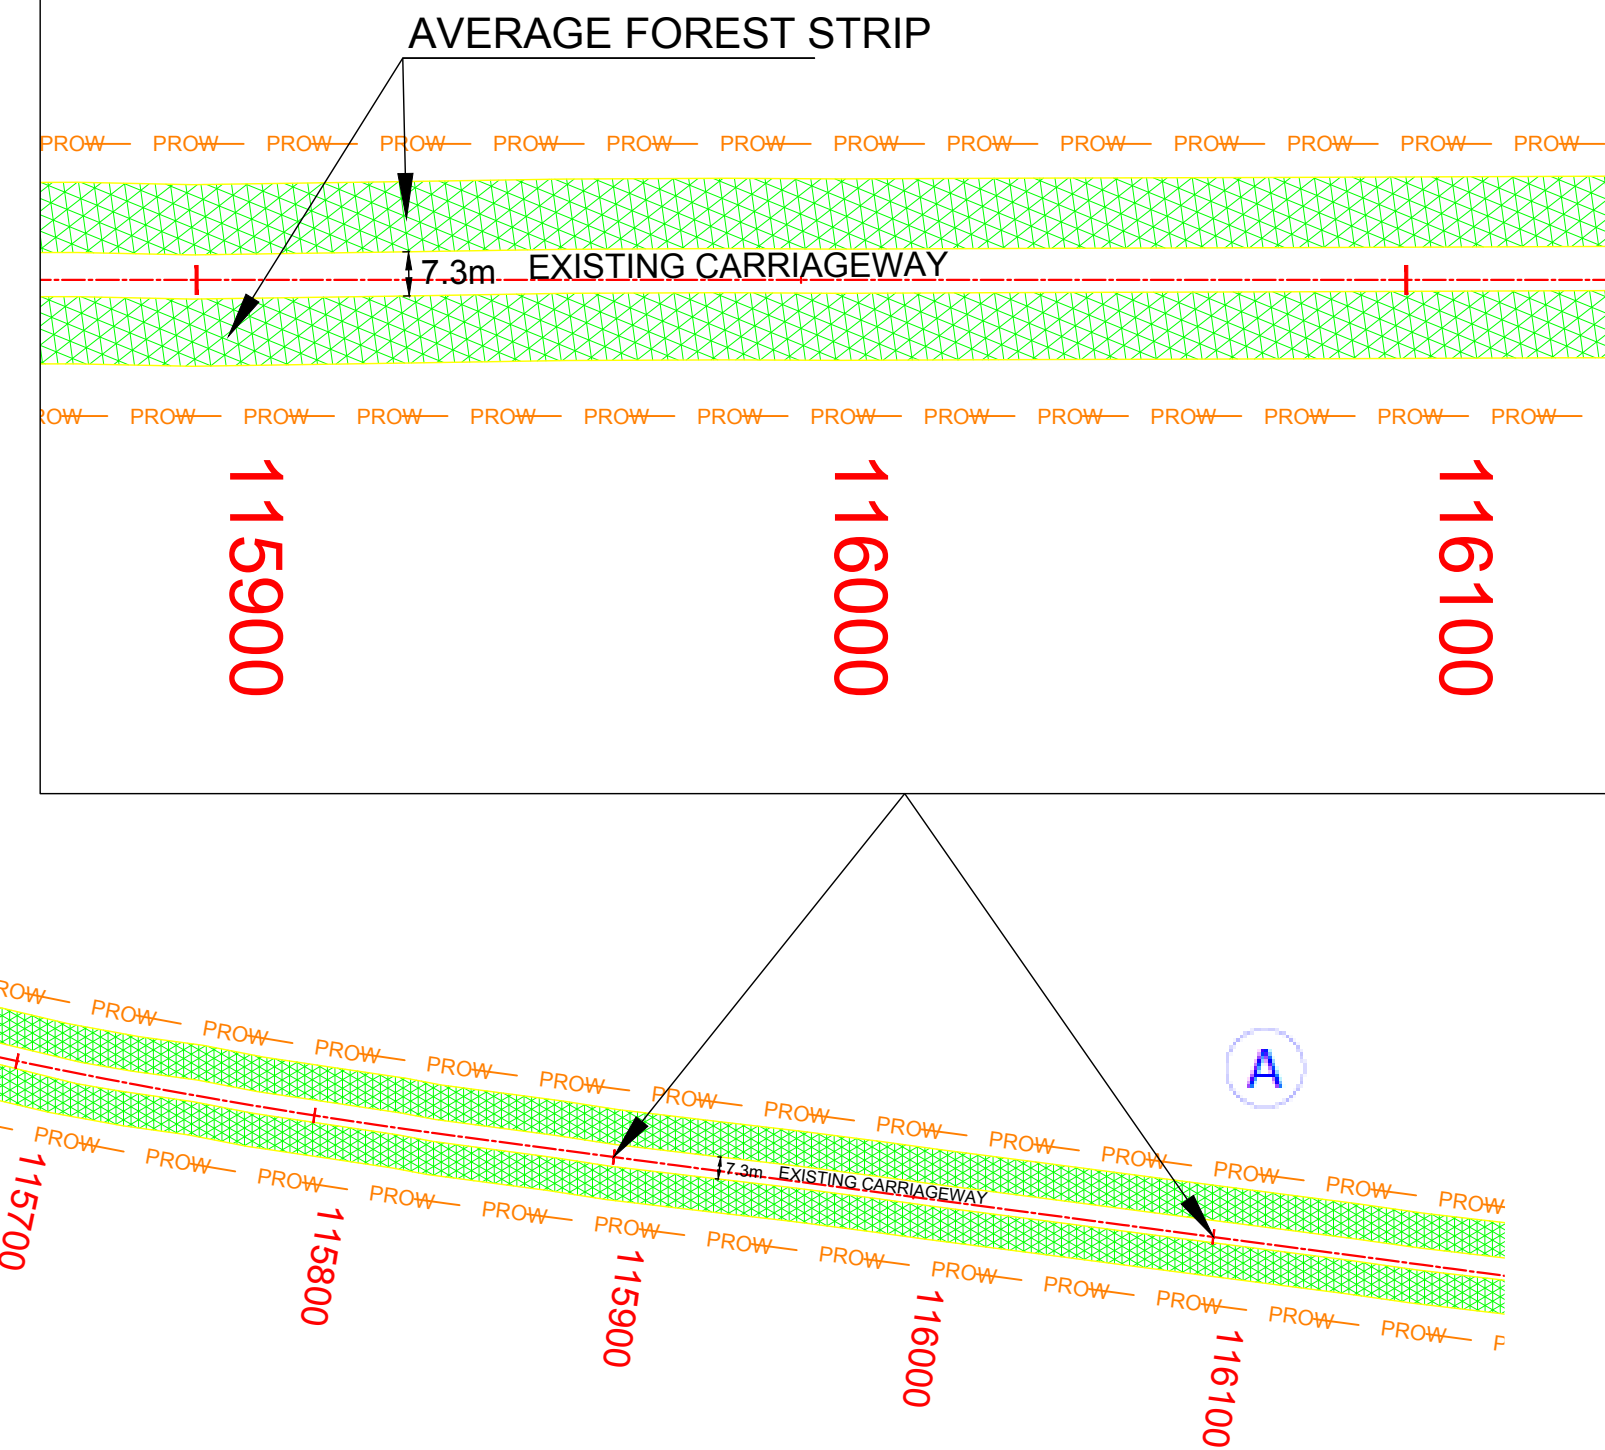 AVERAGE FOREST STRIP
PROW PROW PROW PROW PROW PROW PROW PROW PROW PROW PROW PROW PROW PROW
7.3m EXISTING CARRIAGEWAY
ROW PROW PROW PROW PROW PROW PROW PROW PROW PROW PROW PROW PROW PROW
115900 116000 116100
ROW PROW PROW PROW PROW PROW PROW PROW PROW PROW PROW PROW PROW PROW
A
7.3m EXISTING CARRIAGEWAY
PROW PROW PROW PROW PROW PROW PROW PROW PROW PROW PROW PROW PROW P
115700 115800 115900 116000 116100